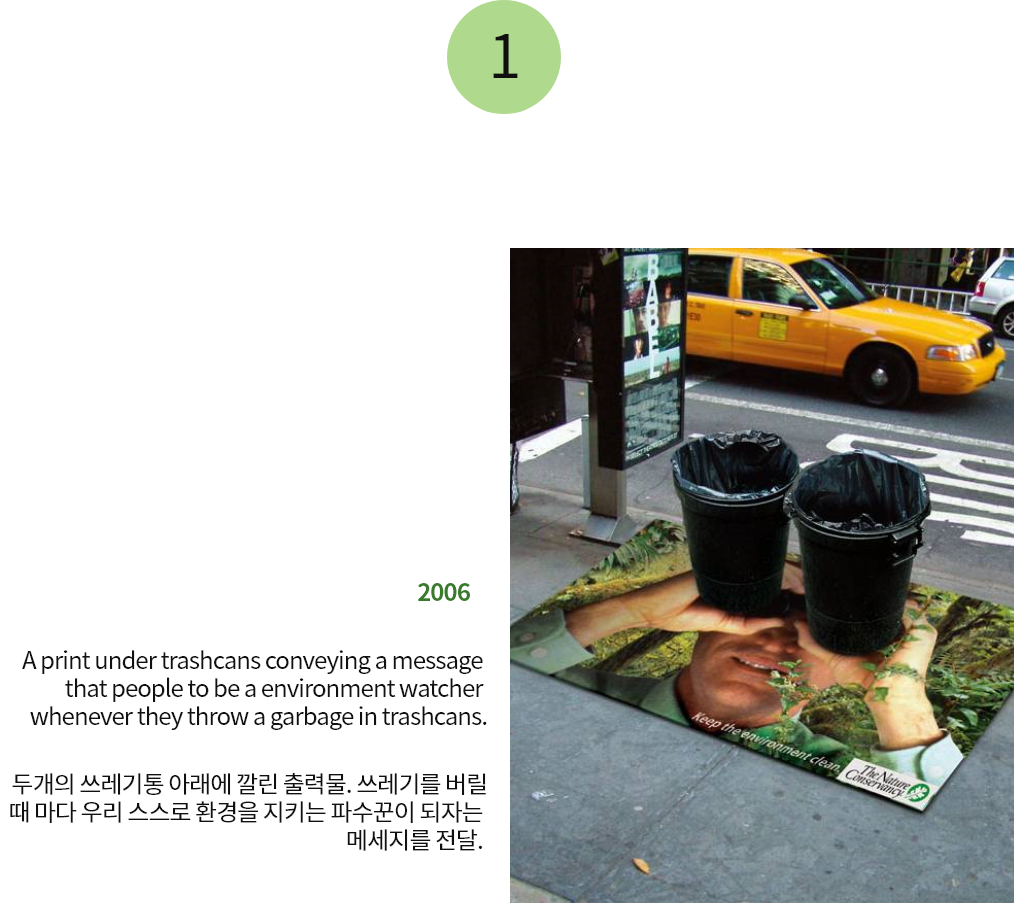 1
BABEL
2006
A print under trashcans conveying a message
that people to be a environment watcher
whenever they throw a garbage in trashcans.
두개의 쓰레기통 아래에 깔린 출력물. 쓰레기를 버릴
때 마다 우리 스스로 환경을 지키는 파수꾼이 되자는
메세지를 전달.
Keep the environment clean.
The Nature
Conservancy